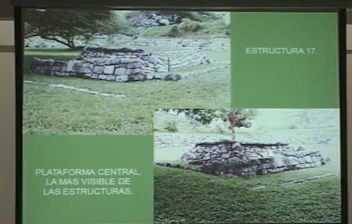 ESTRUCTURA 17.
PLATAFORMA CENTRAL.
LA MAS VISIBLE DE
LAS ESTRUCTURAS.